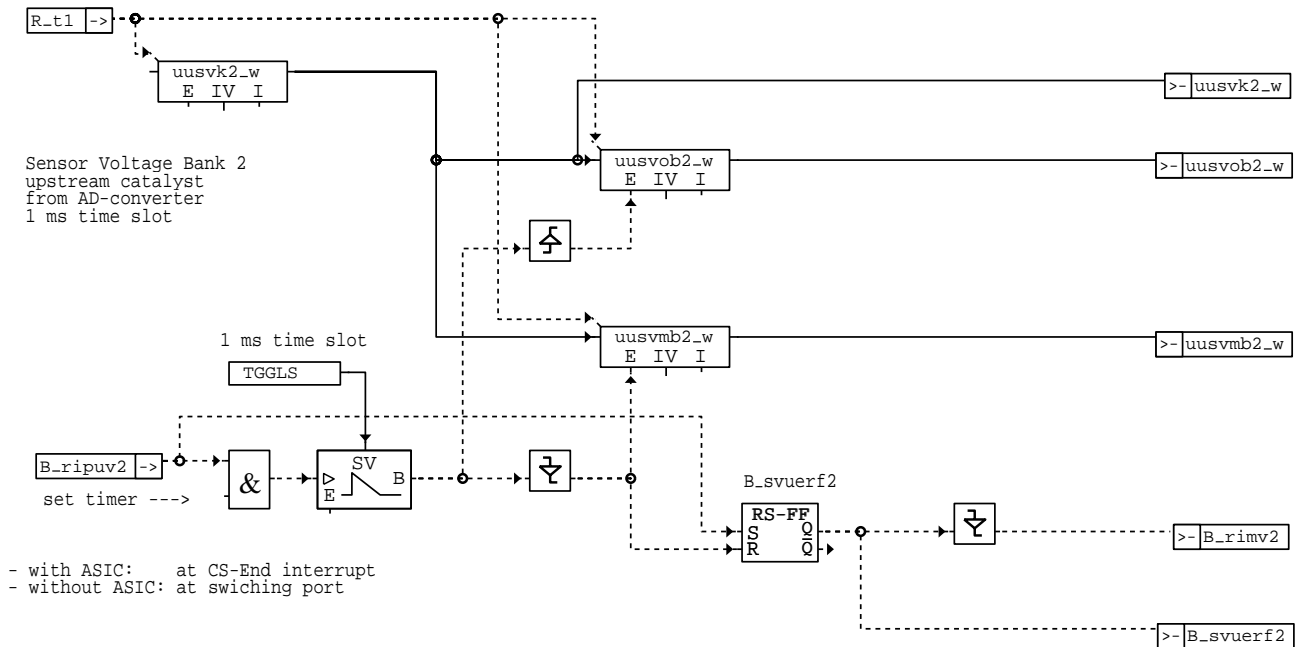 R_t1 ->
uusvk2_w
E IV I
>- uusvk2_w
Sensor Voltage Bank 2
upstream catalyst
from AD-converter
1 ms time slot
uusvob2_w
E IV I
>- uusvob2_w
1 ms time slot
TGGLS
uusvmb2_w
E IV I
>- uusvmb2_w
B_ripuv2 ->
set timer --->
&
SV
B
E
B_svuerf2
RS-FF
S Q
R Q
>- B_rimv2
- with ASIC: at CS-End interrupt
- without ASIC: at swiching port
>- B_svuerf2